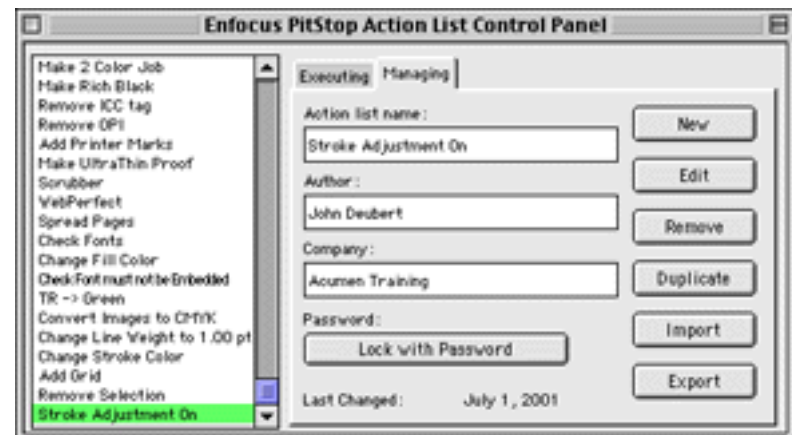 Enfocus PitStop Action List Control Panel
Make 2 Color Job
Make Rich Black
Remove ICC tag
Remove OPI
Add Printer Marks
Make UltraThin Proof
Scrubber
WebPerfect
Spread Pages
Check Fonts
Change Fill Color
Check Font must not be Embedded
TR -> Green
Convert Images to CMYK
Change Line Weight to 1.00 pt
Change Stroke Color
Add Grid
Remove Selection
Stroke Adjustment On
Executing Managing
Action list name:
Stroke Adjustment On
Author:
John Deubert
Company:
Acumen Training
Password:
Lock with Password
Last Changed: July 1, 2001
New
Edit
Remove
Duplicate
Import
Export